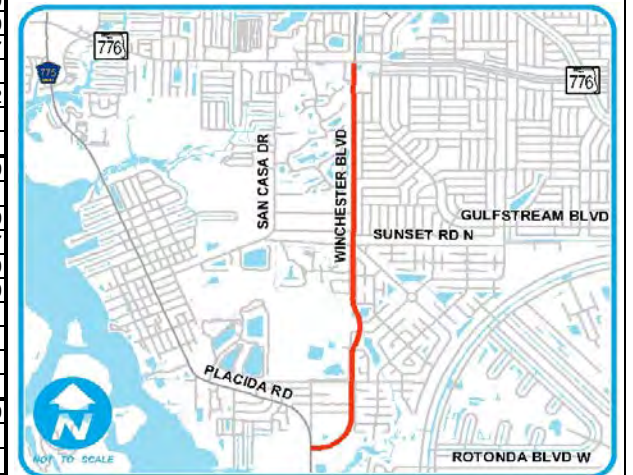 776
775
776
SAN CASA DR
WINCHESTER BLVD
GULFSTREAM BLVD
SUNSET RD N
PLACIDA RD
N
NOT TO SCALE
ROTONDA BLVD W